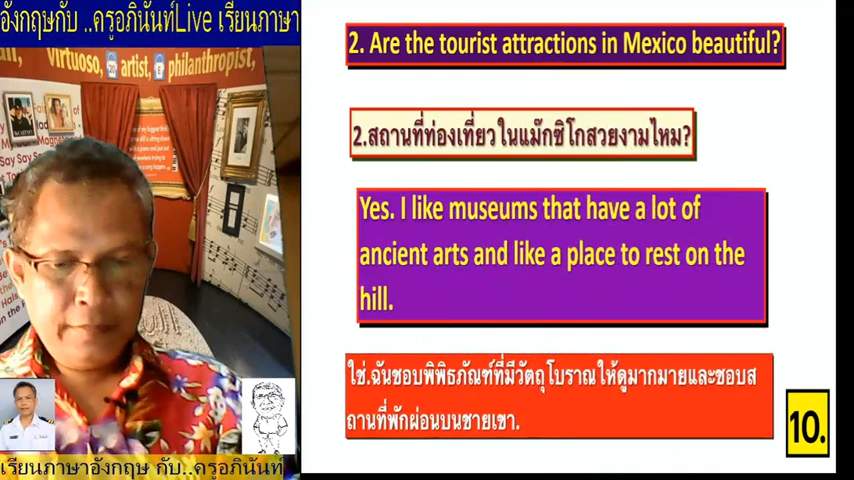 อังกฤษกับ ..ครูอภินันท์Live เรียนภาษา
virtuoso, artist, philanthropist,
Say Say
2. Are the tourist attractions in Mexico beautiful?
2.สถานที่ท่องเที่ยวในแม๊กซิโกสวยงามไหม?
Yes. I like museums that have a lot of
ancient arts and like a place to rest on the
hill.
ใช่.ฉันชอบพิพิธภัณฑ์ที่มีวัตถุโบราณให้ดูมากมายและชอบส
ถานที่พักผ่อนบนชายเขา.
10.
เรียนภาษาอังกฤษ กับ..ครูอภินันท์